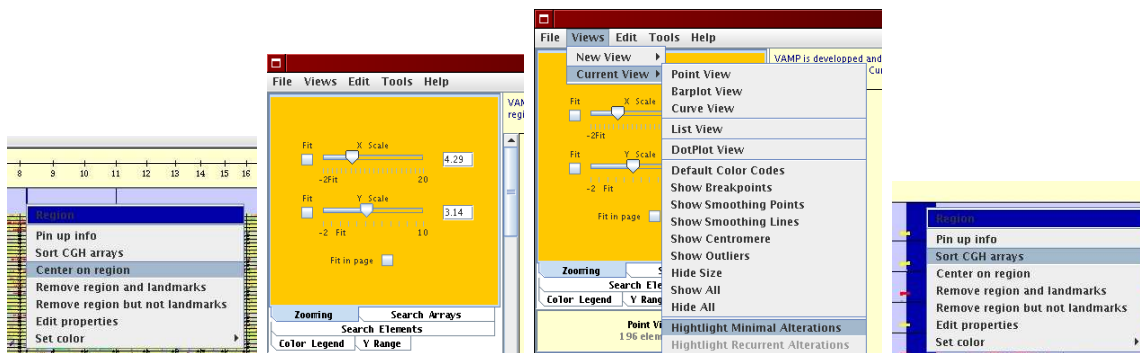 8 9 10 11 12 13 14 15 16
Region
Pin up info
Sort CGH arrays
Center on region
Remove region and landmarks
Remove region but not landmarks
Edit properties
Set color
File Views Edit Tools Help
VAM
regi
Fit X Scale
4.29
-2Fit 20
Fit Y Scale
3.14
-2 Fit 10
Fit in page
Zooming Search Arrays
Search Elements
Color Legend Y Range
File Views Edit Tools Help
New View
Current View
VAMP is developped and
Cu
Point View
Barplot View
Curve View
List View
DotPlot View
Default Color Codes
Show Breakpoints
Show Smoothing Points
Show Smoothing Lines
Show Centromere
Show Outliers
Hide Size
Show All
Hide All
Hightlight Minimal Alterations
Hightlight Recurrent Alterations
Fit X Scale
-2Fit
Fit Y Scale
-2 Fit
Fit in page
Zooming S
Search Ele
Color Legend Y Rang
Point Vi
196 elem
Region
Pin up info
Sort CGH arrays
Center on region
Remove region and landmarks
Remove region but not landmarks
Edit properties
Set color